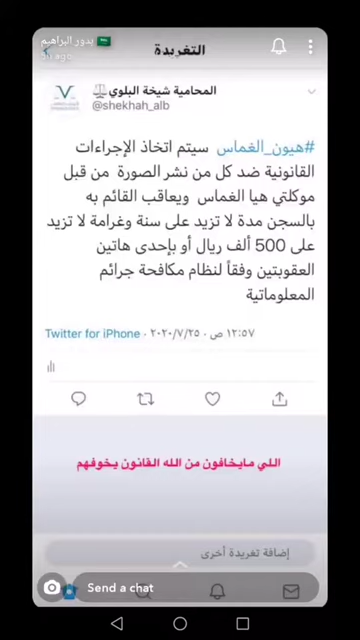 بدور البراهيم 🇸🇦
5h ago
التغريدة
المحامية شيخة البلوي⚖️
@shekhah_alb
#هيون_الغماس سيتم اتخاذ الإجراءات
القانونية ضد كل من نشر الصورة من قبل
موكلتي هيا الغماس ويعاقب القائم به
بالسجن مدة لا تزيد على سنة وغرامة لا تزيد
على 500 ألف ريال أو بإحدى هاتين
العقوبتين وفقاً لنظام مكافحة جرائم
المعلوماتية
١٢:٥٧ ص · ٢٠٢٠/٧/٢٥ · Twitter for iPhone
اللي مايخافون من الله القانون يخوفهم
إضافة تغريدة أخرى
Send a chat